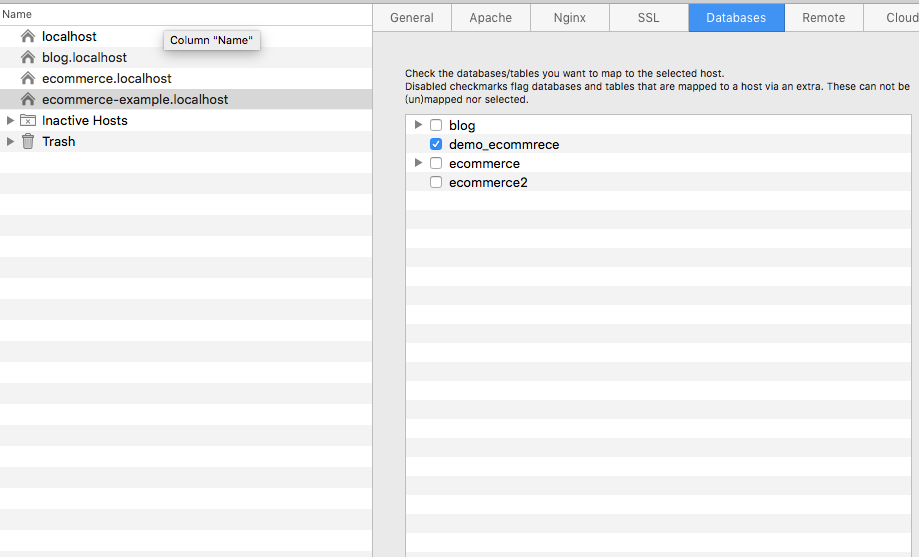 Name
localhost
Column "Name"
blog.localhost
ecommerce.localhost
ecommerce-example.localhost
Inactive Hosts
Trash
General
Apache
Nginx
SSL
Databases
Remote
Cloud
Check the databases/tables you want to map to the selected host.
Disabled checkmarks flag databases and tables that are mapped to a host via an extra. These can not be
(un)mapped nor selected.
blog
demo_ecommrece
ecommerce
ecommerce2